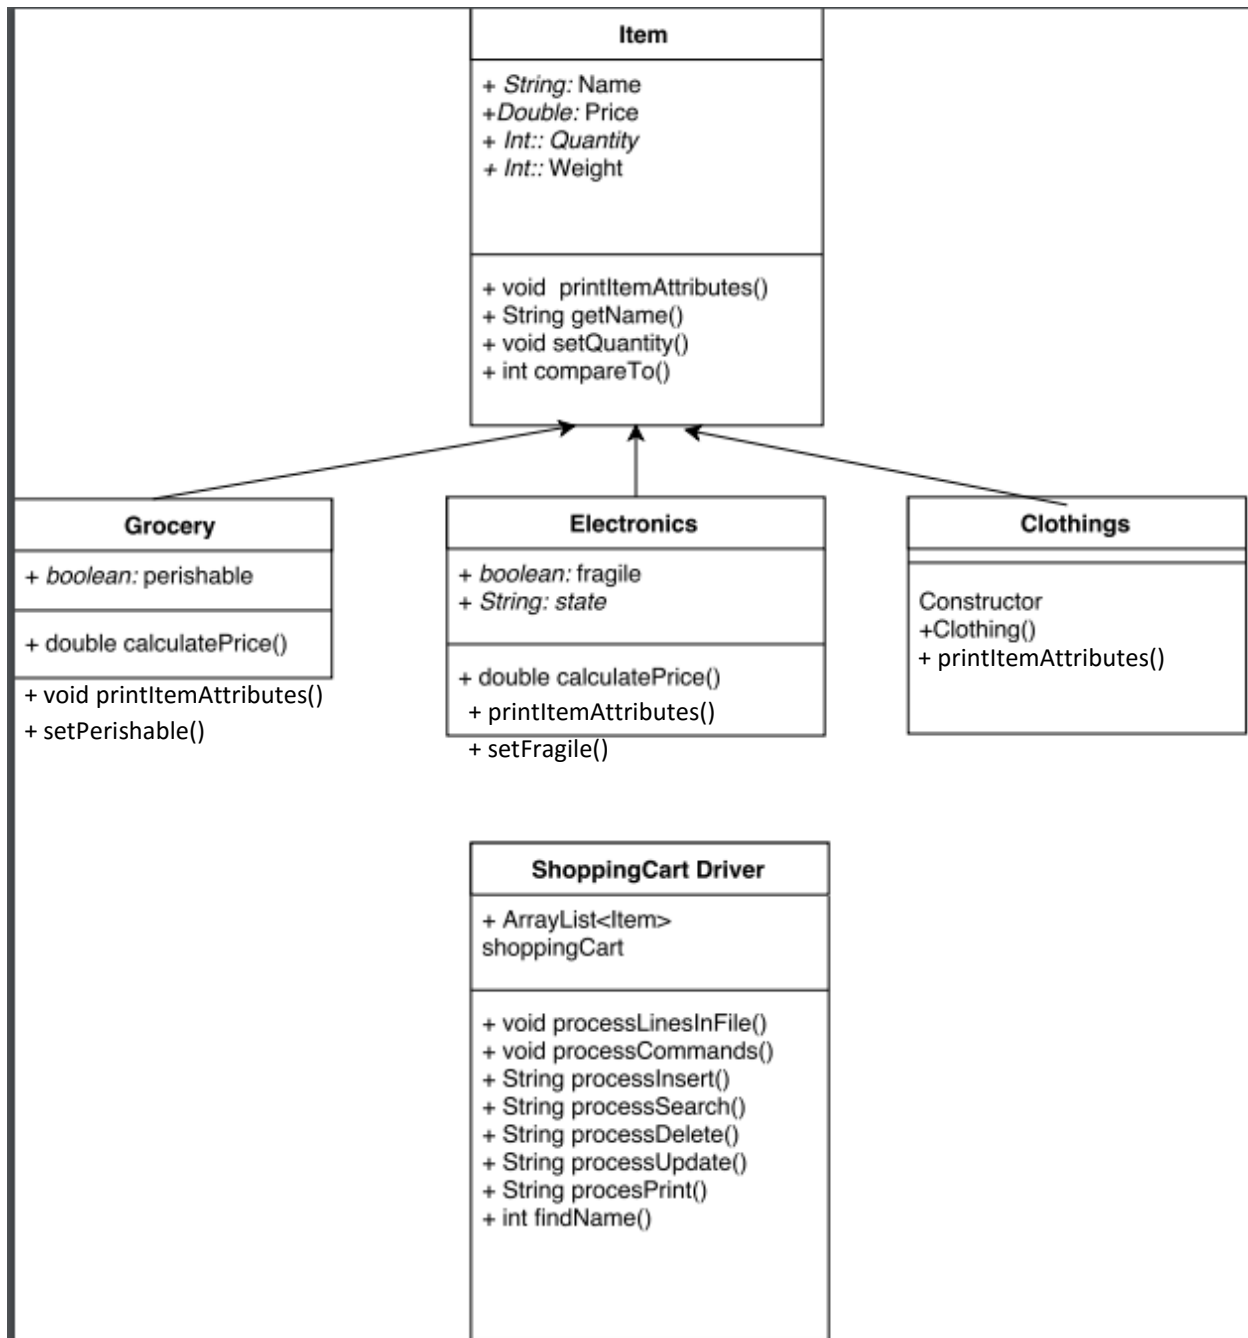 Item
+ String: Name
+Double: Price
+ Int:: Quantity
+ Int:: Weight
+ void  printItemAttributes()
+ String getName()
+ void setQuantity()
+ int compareTo()
Grocery
+ boolean: perishable
+ double calculatePrice()
+ void printItemAttributes()
+ setPerishable()
Electronics
+ boolean: fragile
+ String: state
+ double calculatePrice()
+ printItemAttributes()
+ setFragile()
Clothings
Constructor
+Clothing()
+ printItemAttributes()
ShoppingCart Driver
+ ArrayList<Item>
shoppingCart
+ void processLinesInFile()
+ void processCommands()
+ String processInsert()
+ String processSearch()
+ String processDelete()
+ String processUpdate()
+ String procesPrint()
+ int findName()